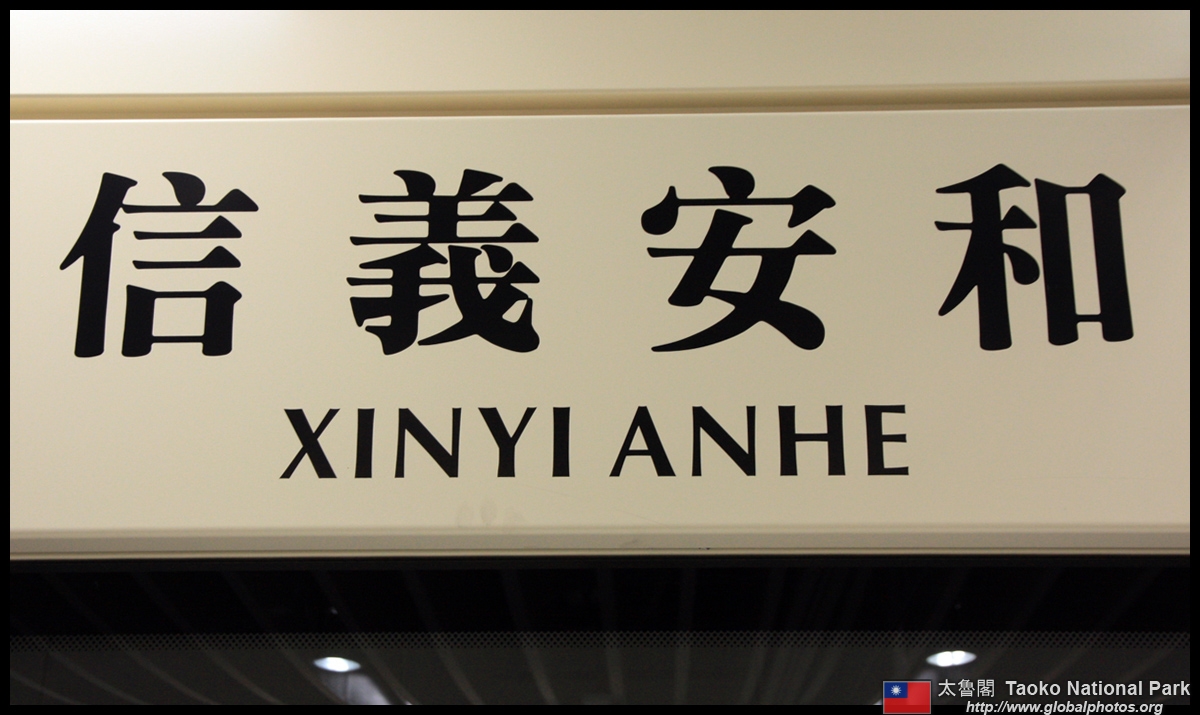 信義安和
XINYI ANHE
太魯閣 Taoko National Park
http://www.globalphotos.org